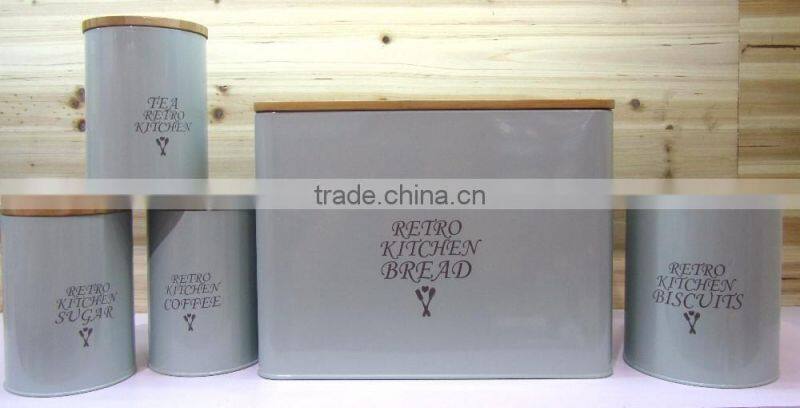 TEA
RETRO
KITCHEN
trade.china.cn
RETRO
KITCHEN
SUGAR
RETRO
KITCHEN
COFFEE
RETRO
KITCHEN
BREAD
RETRO
KITCHEN
BISCUITS